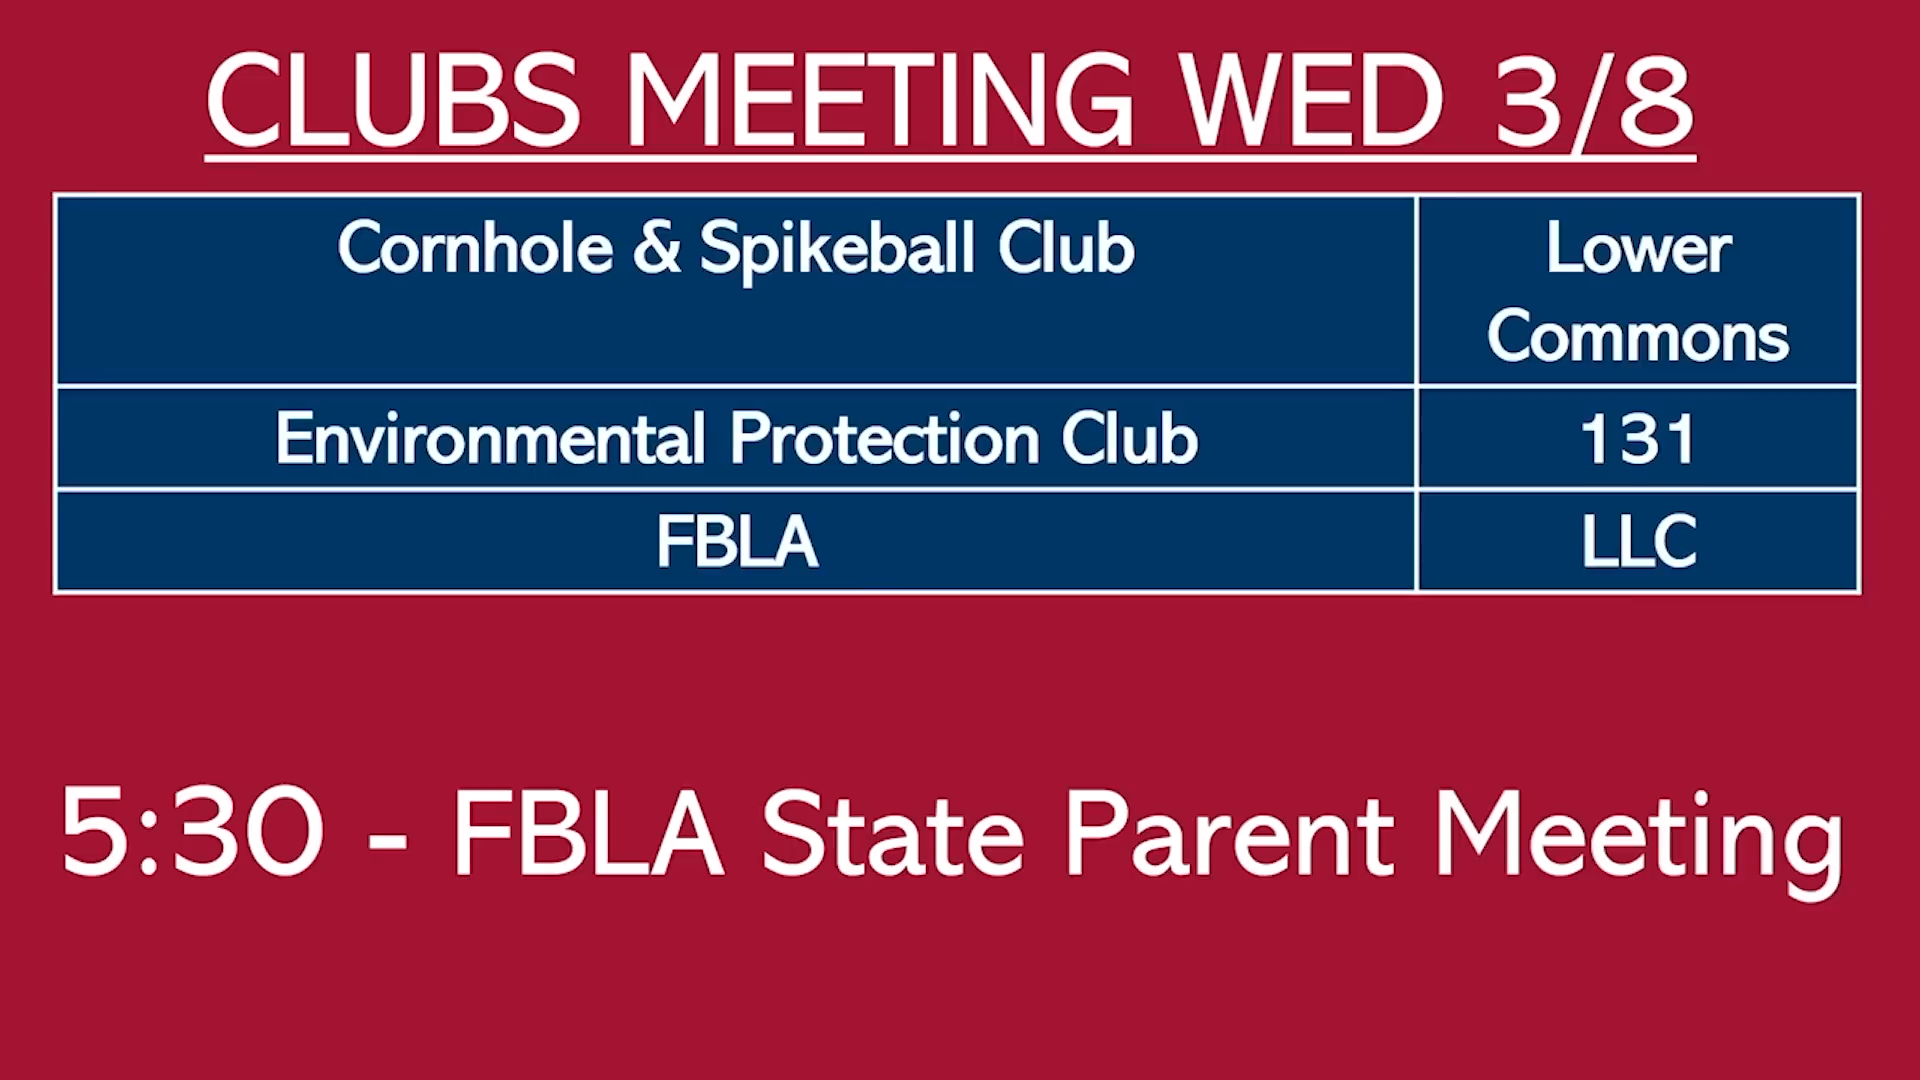 CLUBS MEETING WED 3/8
Cornhole & Spikeball Club
Lower
Commons
Environmental Protection Club
131
FBLA
LLC
5:30 - FBLA State Parent Meeting